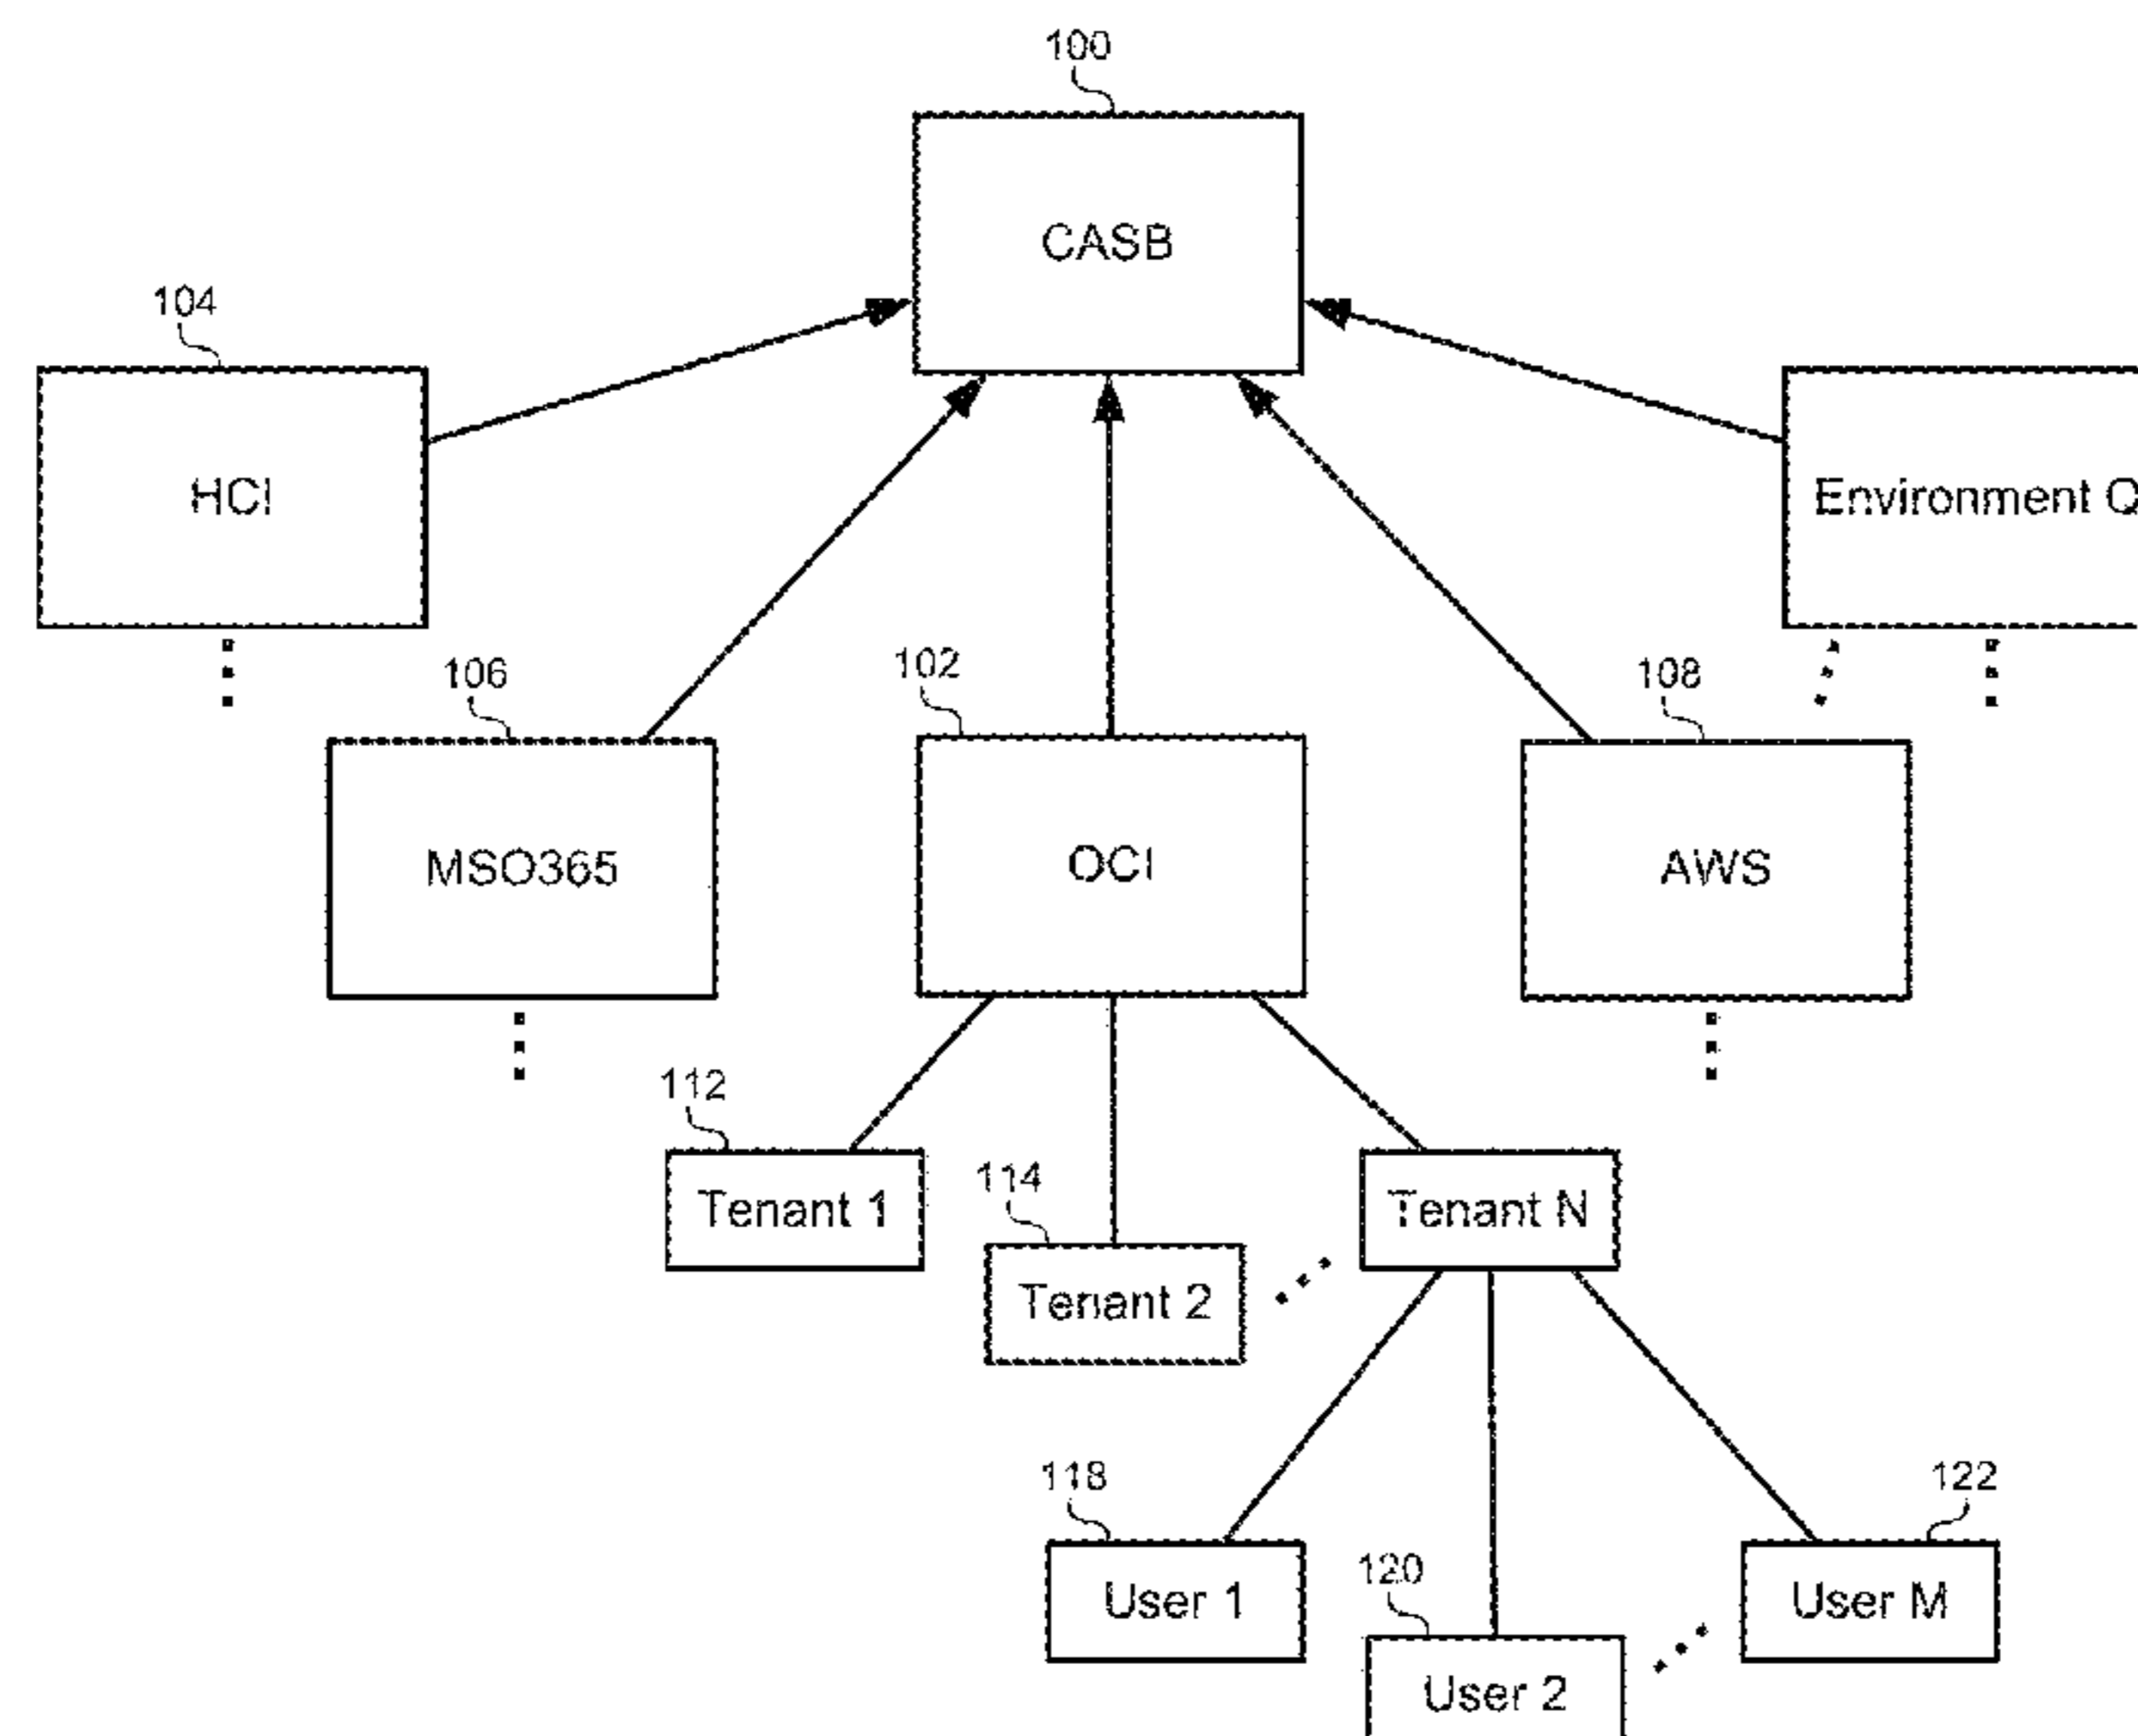 100
CASB
104
HCI
Environment Q
106
102
108
MSO365
OCI
AWS
112
Tenant 1
114
Tenant 2
Tenant N
118
User 1
120
User 2
122
User M